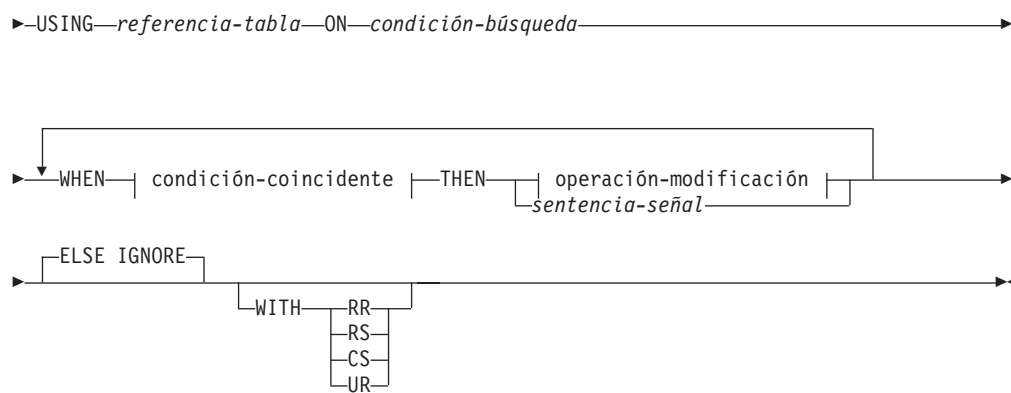 USING referencia-tabla ON condición-búsqueda
WHEN condición-coincidente THEN operación-modificación
sentencia-señal
ELSE IGNORE
WITH RR
RS
CS
UR